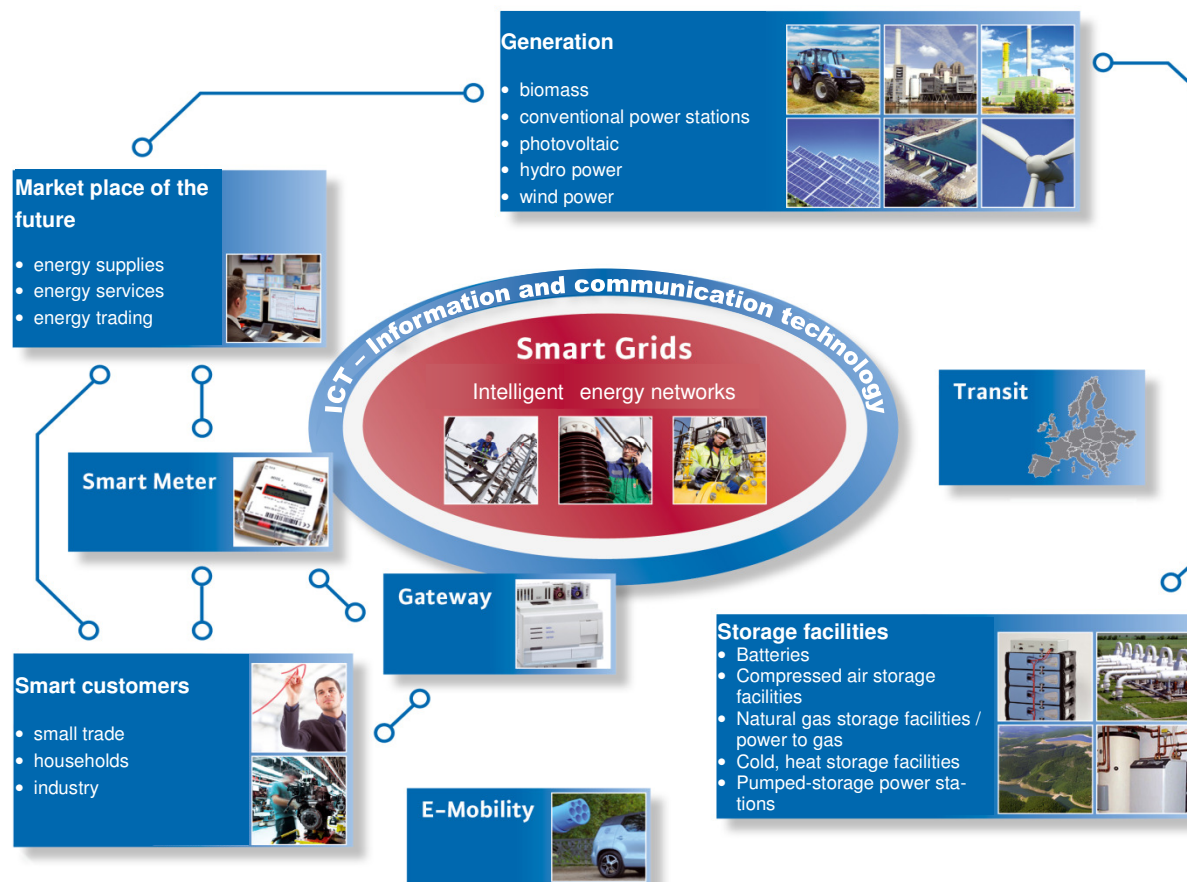 Generation
• biomass
• conventional power stations
• photovoltaic
• hydro power
• wind power
Market place of the
future
• energy supplies
• energy services
• energy trading
ICT – Information and communication technology
Smart Grids
Intelligent energy networks
Transit
Smart Meter
Gateway
Storage facilities
• Batteries
• Compressed air storage
facilities
• Natural gas storage facilities /
power to gas
• Cold, heat storage facilities
• Pumped-storage power sta-
tions
Smart customers
• small trade
• households
• industry
E-Mobility